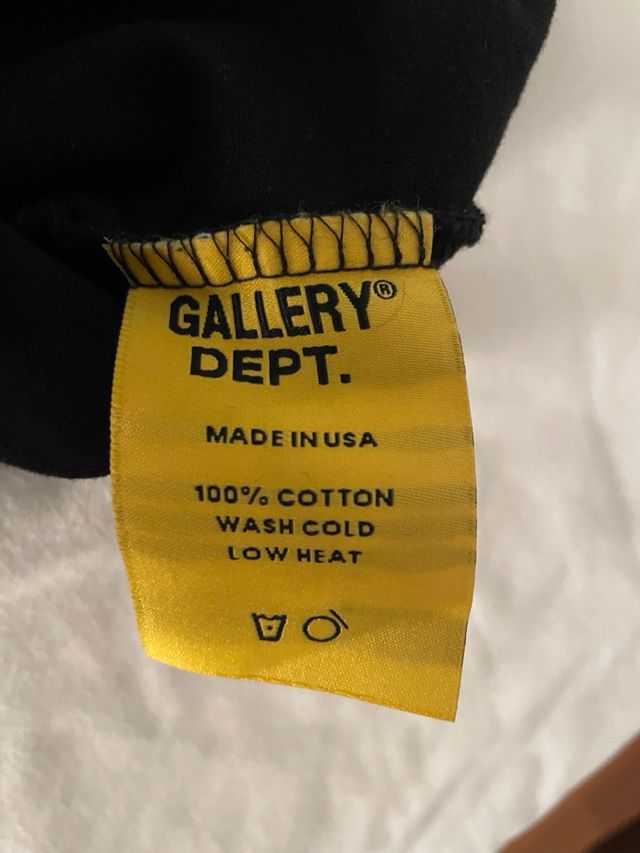 GALLERY®
DEPT.
MADE IN USA
100% COTTON
WASH COLD
LOW HEAT